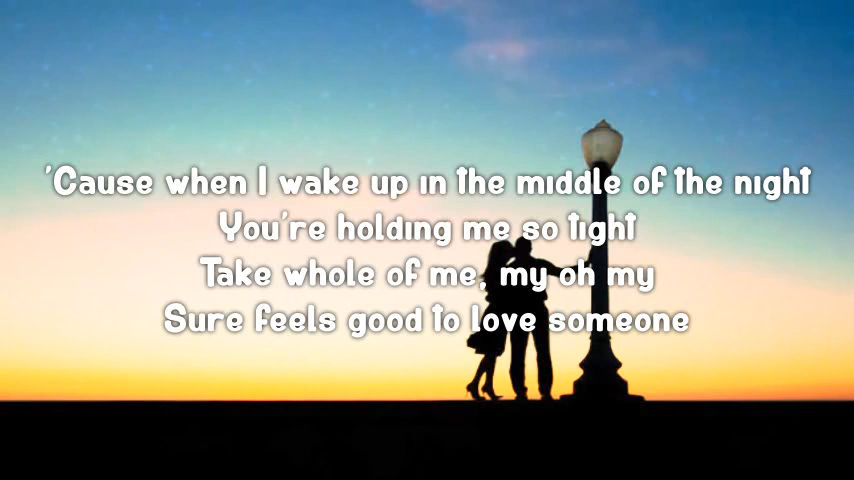 'Cause when I wake up in the middle of the night
You're holding me so tight
Take whole of me, my oh my
Sure feels good to love someone